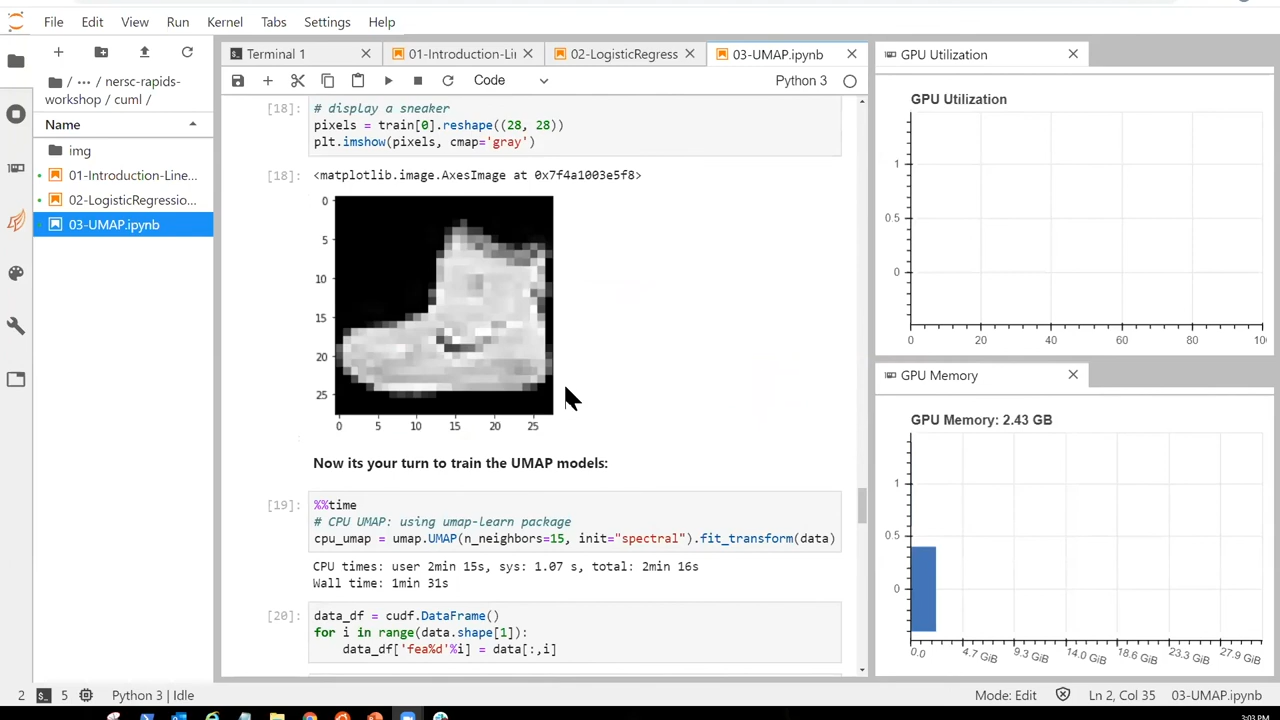 File Edit View Run Kernel Tabs Settings Help
/ ··· / nersc-rapids-
workshop / cuml /
Name
img
01-Introduction-Line...
02-LogisticRegressio...
03-UMAP.ipynb
Terminal 1
01-Introduction-Li
02-LogisticRegress
03-UMAP.ipynb
Code
Python 3
[18]:
# display a sneaker
pixels = train[0].reshape((28, 28))
plt.imshow(pixels, cmap='gray')
[18]:
<matplotlib.image.AxesImage at 0x7f4a1003e5f8>
0
5
10
15
20
25
0 5 10 15 20 25
Now its your turn to train the UMAP models:
[19]:
%%time
# CPU UMAP: using umap-learn package
cpu_umap = umap.UMAP(n_neighbors=15, init="spectral").fit_transform(data)
CPU times: user 2min 15s, sys: 1.07 s, total: 2min 16s
Wall time: 1min 31s
[20]:
data_df = cudf.DataFrame()
for i in range(data.shape[1]):
data_df['fea%d'%i] = data[:,i]
GPU Utilization
GPU Utilization
1
0 5
0
0 20 40 60 80 10
GPU Memory
GPU Memory: 2.43 GB
1
0.5
0
0.0 4.7 GiB 9.3 GiB 14.0 GiB 18.6 GiB 23.3 GiB 27.9 GiB
2 5 Python 3 | Idle
Mode: Edit Ln 2, Col 35 03-UMAP.ipynb
3:03 PM